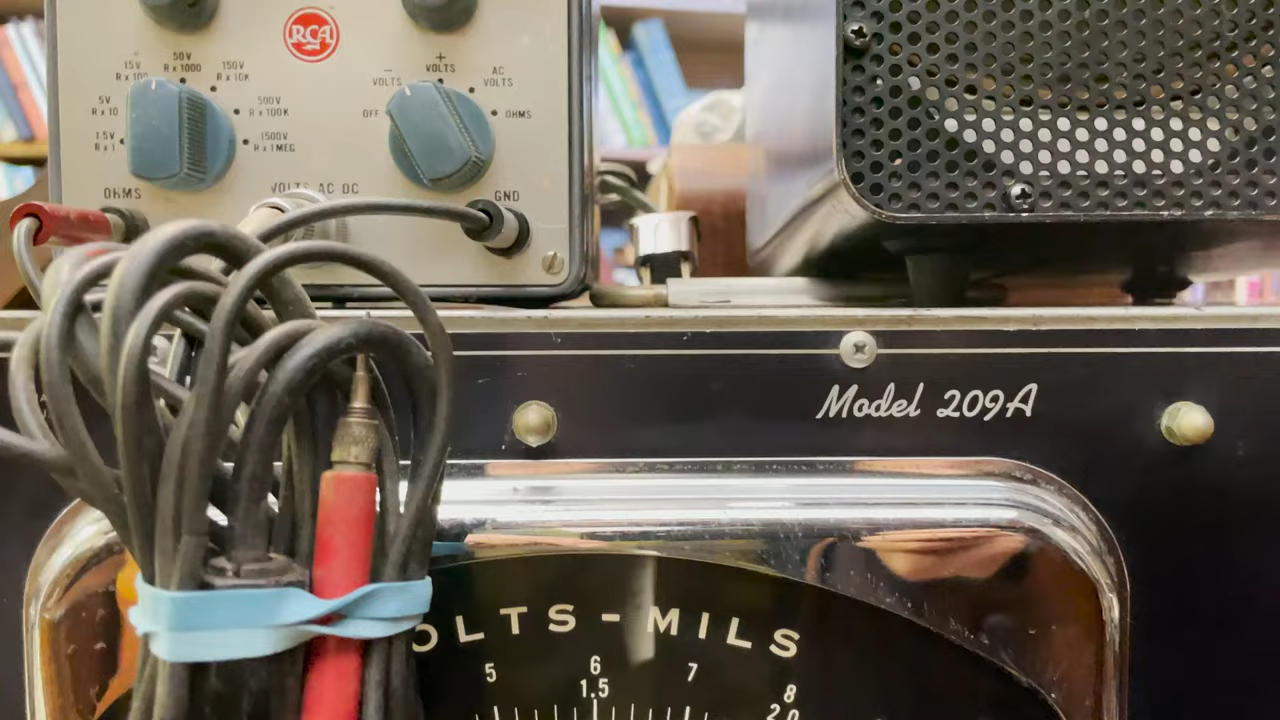 RCA
15V
R x 100
50V
R x 1000
150V
R x 10K
5V
R x 10
500V
R x 100K
1.5V
R x 1
1500V
R x 1 MEG
OHMS
VOLTS AC DC
– VOLTS
+ VOLTS
AC VOLTS
OFF
OHMS
GND
Model 209A
OLTS - MILS
5 6 7 8
1.5 2.0